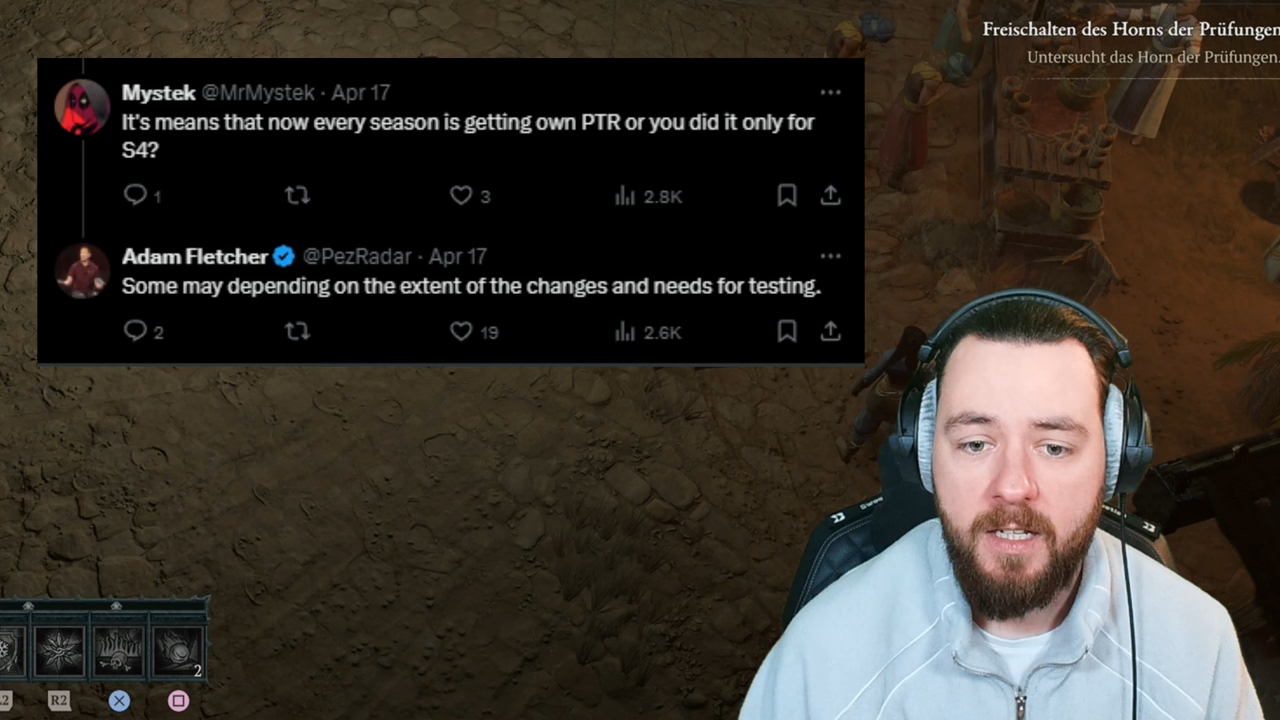 Freischalten des Horns der Prüfungen
Untersucht das Horn der Prüfungen.
Mystek @MrMystek · Apr 17
It's means that now every season is getting own PTR or you did it only for
S4?
1
3
2.8K
Adam Fletcher @PezRadar · Apr 17
Some may depending on the extent of the changes and needs for testing.
2
19
2.6K
2
R2